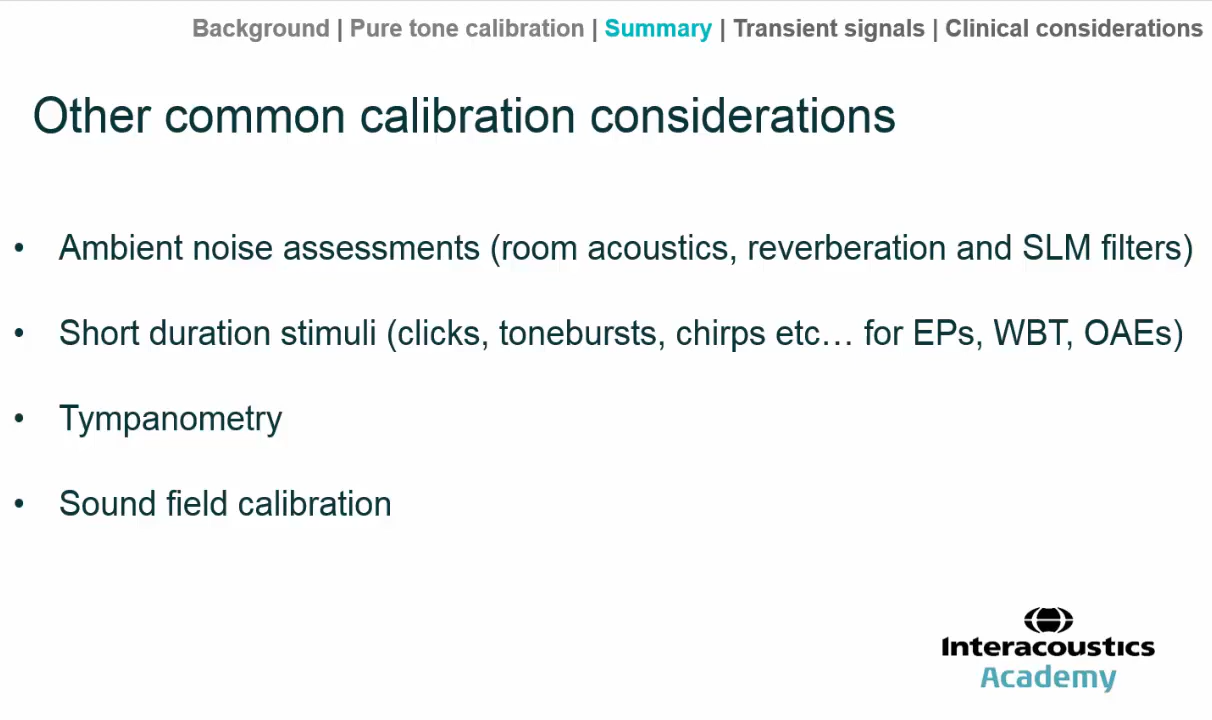 Background | Pure tone calibration | Summary | Transient signals | Clinical considerations
Other common calibration considerations
• Ambient noise assessments (room acoustics, reverberation and SLM filters)
• Short duration stimuli (clicks, tonebursts, chirps etc… for EPs, WBT, OAEs)
• Tympanometry
• Sound field calibration
Interacoustics
Academy